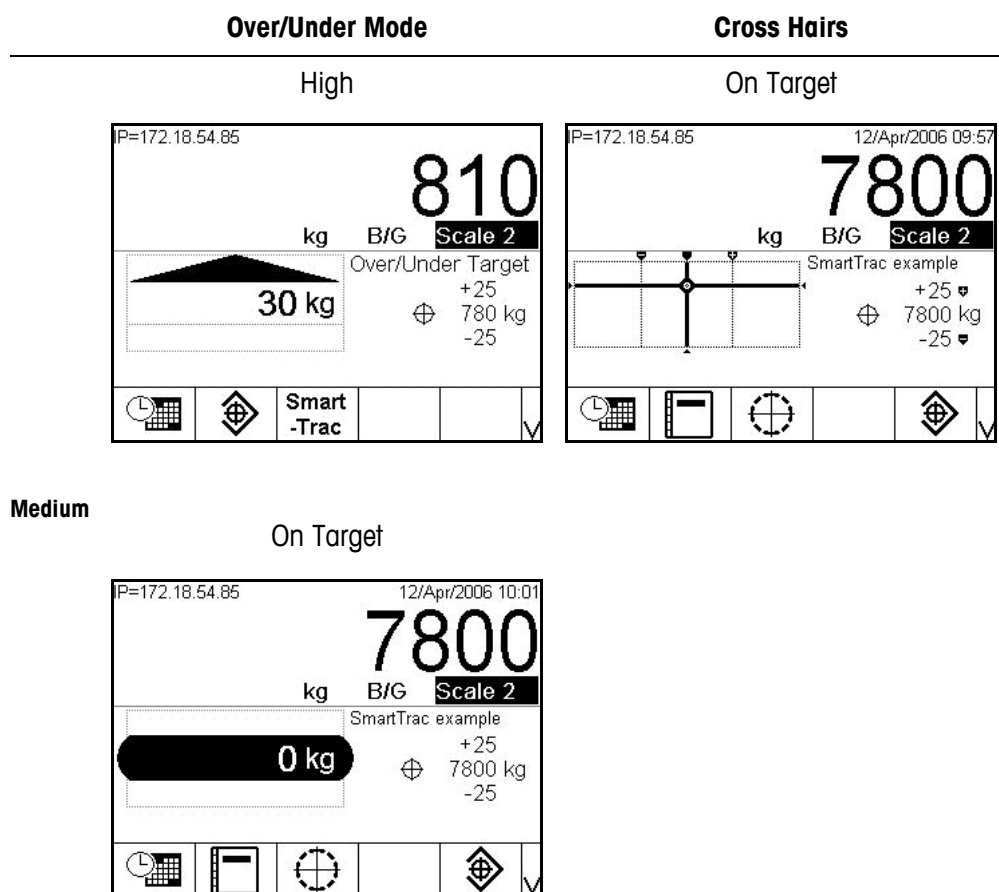 Over/Under Mode Cross Hairs
High On Target
IP=172.18.54.85
810
kg B/G Scale 2
Over/Under Target
+25
30 kg
780 kg
-25
Smart
-Trac
IP=172.18.54.85 12/Apr/2006 09:57
7800
kg B/G Scale 2
SmartTrac example
+25
7800 kg
-25
Medium
On Target
IP=172.18.54.85 12/Apr/2006 10:01
7800
kg B/G Scale 2
SmartTrac example
+25
0 kg
7800 kg
-25